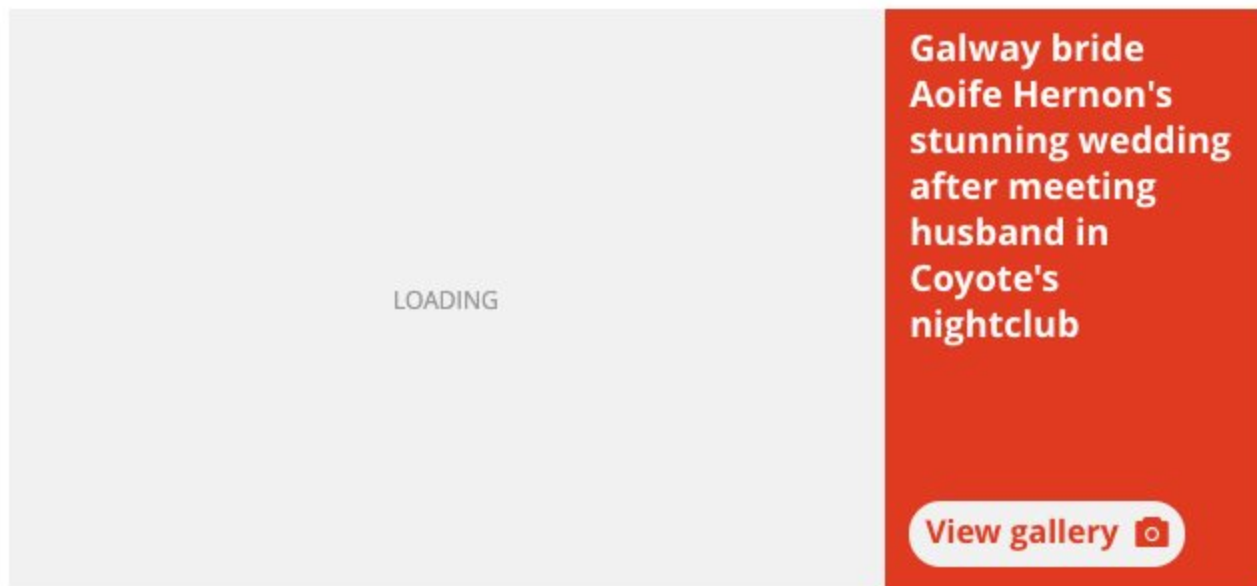 LOADING
Galway bride
Aoife Hernon's
stunning wedding
after meeting
husband in
Coyote's
nightclub
View gallery